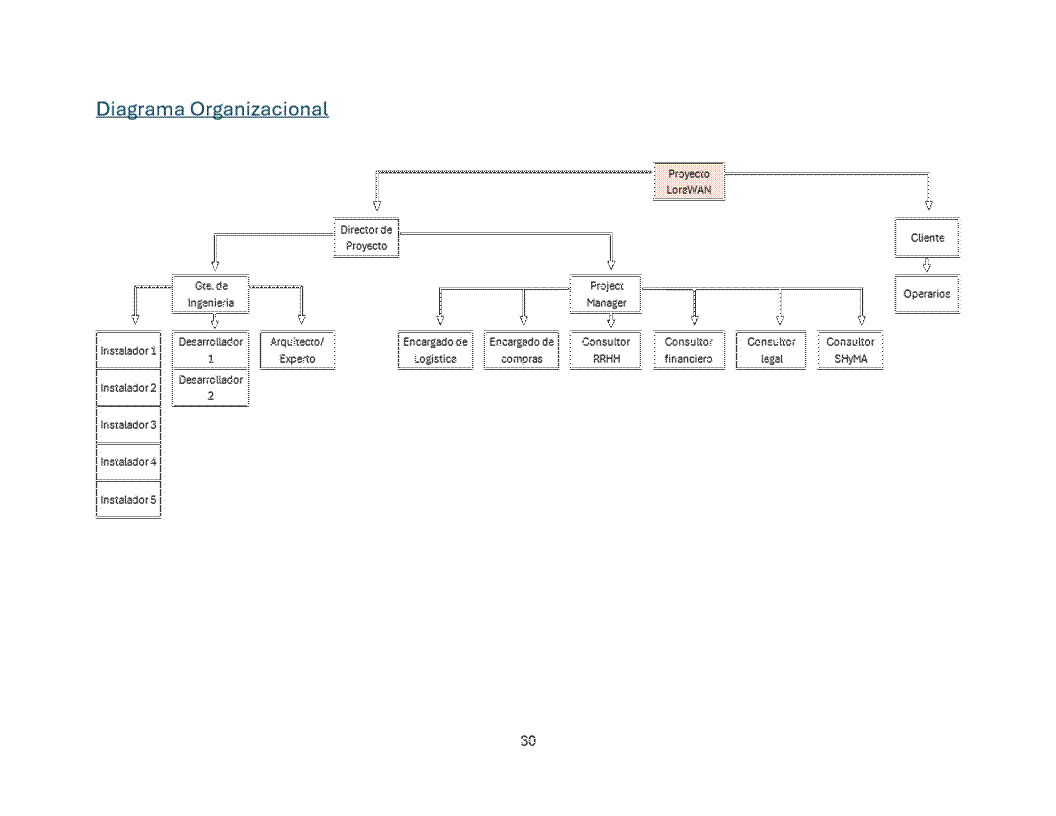 Diagrama Organizacional
Proyecto
LoraWAN
Director de
Proyecto
Cliente
Gte. de
Ingeniería
Project
Manager
Operarios
Instalador 1
Desarrollador
1
Arquitecto/
Experto
Encargado de
Logística
Encargado de
compras
Consultor
RRHH
Consultor
financiero
Consultor
legal
Consultor
SHyMA
Instalador 2
Desarrollador
2
Instalador 3
Instalador 4
Instalador 5
30